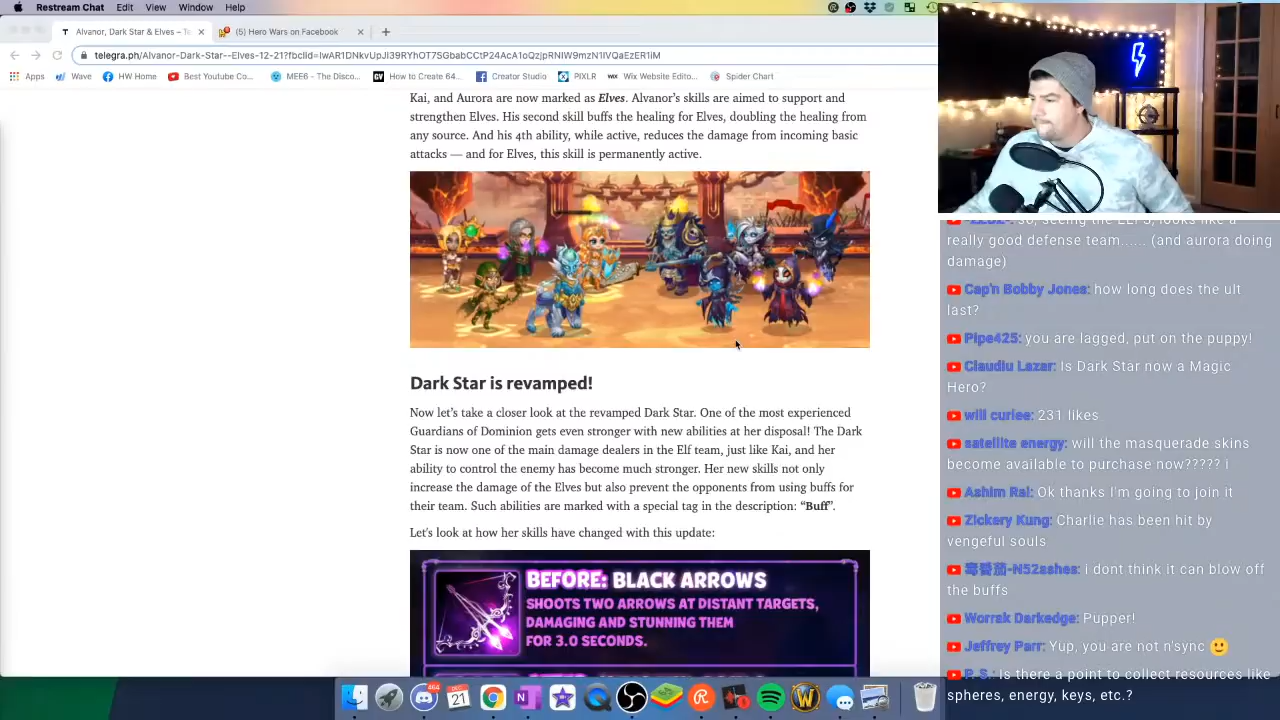 Restream Chat Edit View Window Help
Alvanor, Dark Star & Elves – Te
(5) Hero Wars on Facebook
telegra.ph/Alvanor-Dark-Star--Elves-12-21?fbclid=IwAR1DNkvUpJl39RYhOT7SGbabCCtP24AcA1oQzjpRNIW9mzN1IVQaEzER1iM
Apps Wave HW Home Best Youtube Co... MEE6 - The Disco... How to Create 64... Creator Studio PIXLR Wix Website Edito... Spider Chart
Kai, and Aurora are now marked as Elves. Alvanor's skills are aimed to support and
strengthen Elves. His second skill buffs the healing for Elves, doubling the healing from
any source. And his 4th ability, while active, reduces the damage from incoming basic
attacks — and for Elves, this skill is permanently active.
Dark Star is revamped!
Now let's take a closer look at the revamped Dark Star. One of the most experienced
Guardians of Dominion gets even stronger with new abilities at her disposal! The Dark
Star is now one of the main damage dealers in the Elf team, just like Kai, and her
ability to control the enemy has become much stronger. Her new skills not only
increase the damage of the Elves but also prevent the opponents from using buffs for
their team. Such abilities are marked with a special tag in the description: “Buff”.
Let's look at how her skills have changed with this update:
BEFORE: BLACK ARROWS
SHOOTS TWO ARROWS AT DISTANT TARGETS,
DAMAGING AND STUNNING THEM
FOR 3.0 SECONDS.
really good defense team...... (and aurora doing
damage)
Cap'n Bobby Jones: how long does the ult
last?
Pipe425: you are lagged, put on the puppy!
Claudiu Lazar: Is Dark Star now a Magic
Hero?
will curlee: 231 likes
satellite energy: will the masquerade skins
become available to purchase now????? i
Ashim Rai: Ok thanks I'm going to join it
Zickery Kung: Charlie has been hit by
vengeful souls
-N52ashes: i dont think it can blow off
the buffs
Worrak Darkedge: Pupper!
Jeffrey Parr: Yup, you are not n'sync 🙂
P. S.: Is there a point to collect resources like
spheres, energy, keys, etc.?
464
DEC
21